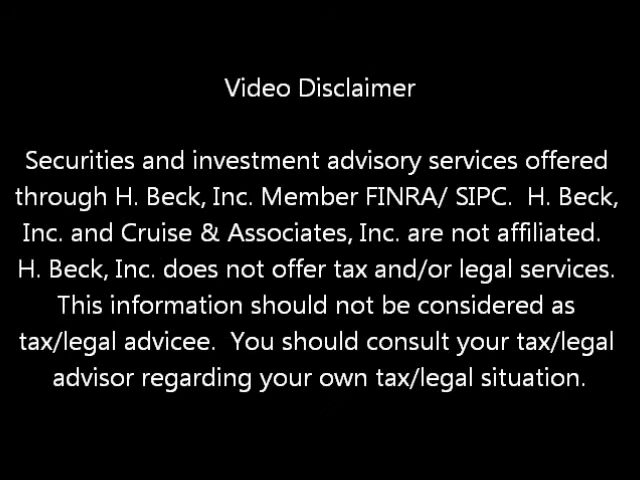 Video Disclaimer
Securities and investment advisory services offered
through H. Beck, Inc. Member FINRA/ SIPC.  H. Beck,
Inc. and Cruise & Associates, Inc. are not affiliated.
H. Beck, Inc. does not offer tax and/or legal services.
This information should not be considered as
tax/legal advicee.  You should consult your tax/legal
advisor regarding your own tax/legal situation.